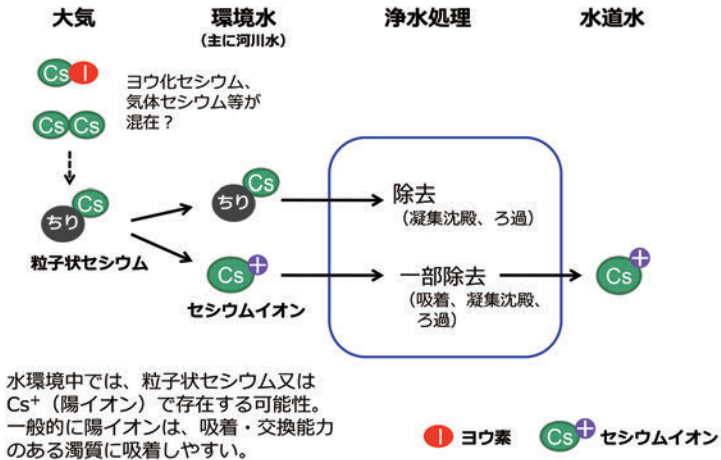 大気
環境水
(主に河川水)
浄水処理
水道水
Cs I
ヨウ化セシウム、
気体セシウム等が
混在？
Cs Cs
ちり Cs
粒子状セシウム
ちり Cs
除去
(凝集沈殿、ろ過)
Cs +
セシウムイオン
一部除去
(吸着、凝集沈殿、
ろ過)
Cs +
水環境中では、粒子状セシウム又は
Cs⁺（陽イオン）で存在する可能性。
一般的に陽イオンは、吸着・交換能力
のある濁質に吸着しやすい。
I ヨウ素
Cs + セシウムイオン